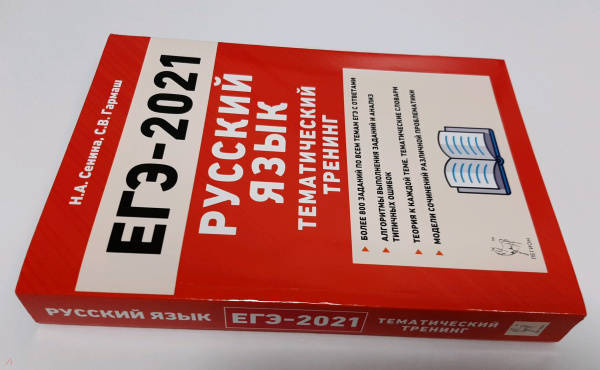 Н.А. Сенина, С.В. Гармаш
ЕГЭ-2021
РУССКИЙ
ЯЗЫК
ТЕМАТИЧЕСКИЙ
ТРЕНИНГ
БОЛЕЕ 800 ЗАДАНИЙ ПО ВСЕМ ТЕМАМ ЕГЭ С ОТВЕТАМИ
АЛГОРИТМЫ ВЫПОЛНЕНИЯ ЗАДАНИЙ И АНАЛИЗ
ТИПИЧНЫХ ОШИБОК
ТЕОРИЯ К КАЖДОЙ ТЕМЕ. ТЕМАТИЧЕСКИЕ СЛОВАРИ
МОДЕЛИ СОЧИНЕНИЙ РАЗЛИЧНОЙ ПРОБЛЕМАТИКИ
ЛЕГИОН
РУССКИЙ ЯЗЫК
ЕГЭ-2021
ТЕМАТИЧЕСКИЙ
ТРЕНИНГ